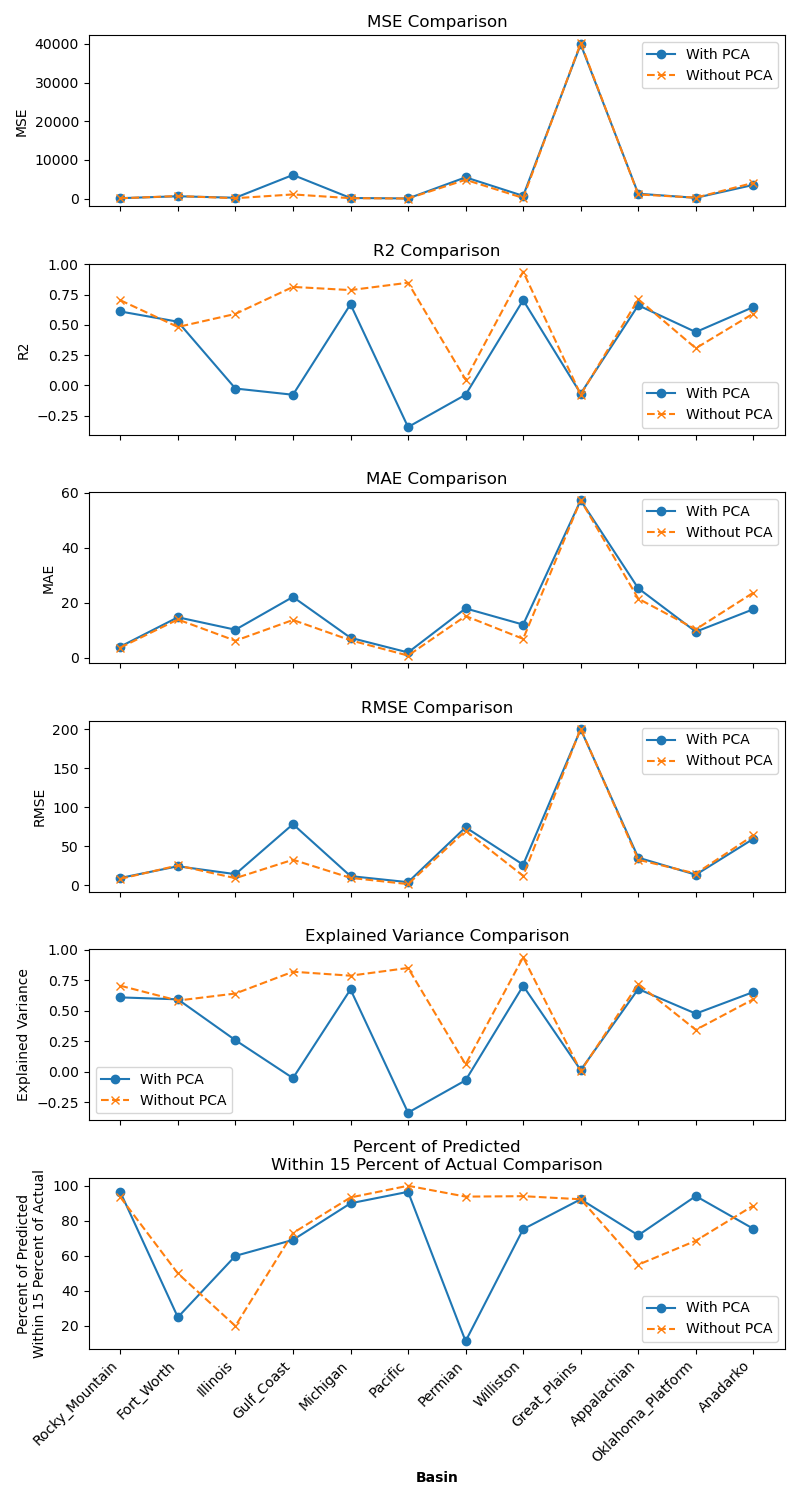 MSE Comparison
40000
30000
20000
10000
0
MSE
With PCA
Without PCA
R2 Comparison
1.00
0.75
0.50
0.25
0.00
−0.25
R2
With PCA
Without PCA
MAE Comparison
60
40
20
0
MAE
With PCA
Without PCA
RMSE Comparison
200
150
100
50
0
RMSE
With PCA
Without PCA
Explained Variance Comparison
1.00
0.75
0.50
0.25
0.00
−0.25
Explained Variance
With PCA
Without PCA
Percent of Predicted
Within 15 Percent of Actual Comparison
100
80
60
40
20
Percent of Predicted
Within 15 Percent of Actual
With PCA
Without PCA
Rocky_Mountain
Fort_Worth
Illinois
Gulf_Coast
Michigan
Pacific
Permian
Williston
Great_Plains
Appalachian
Oklahoma_Platform
Anadarko
Basin